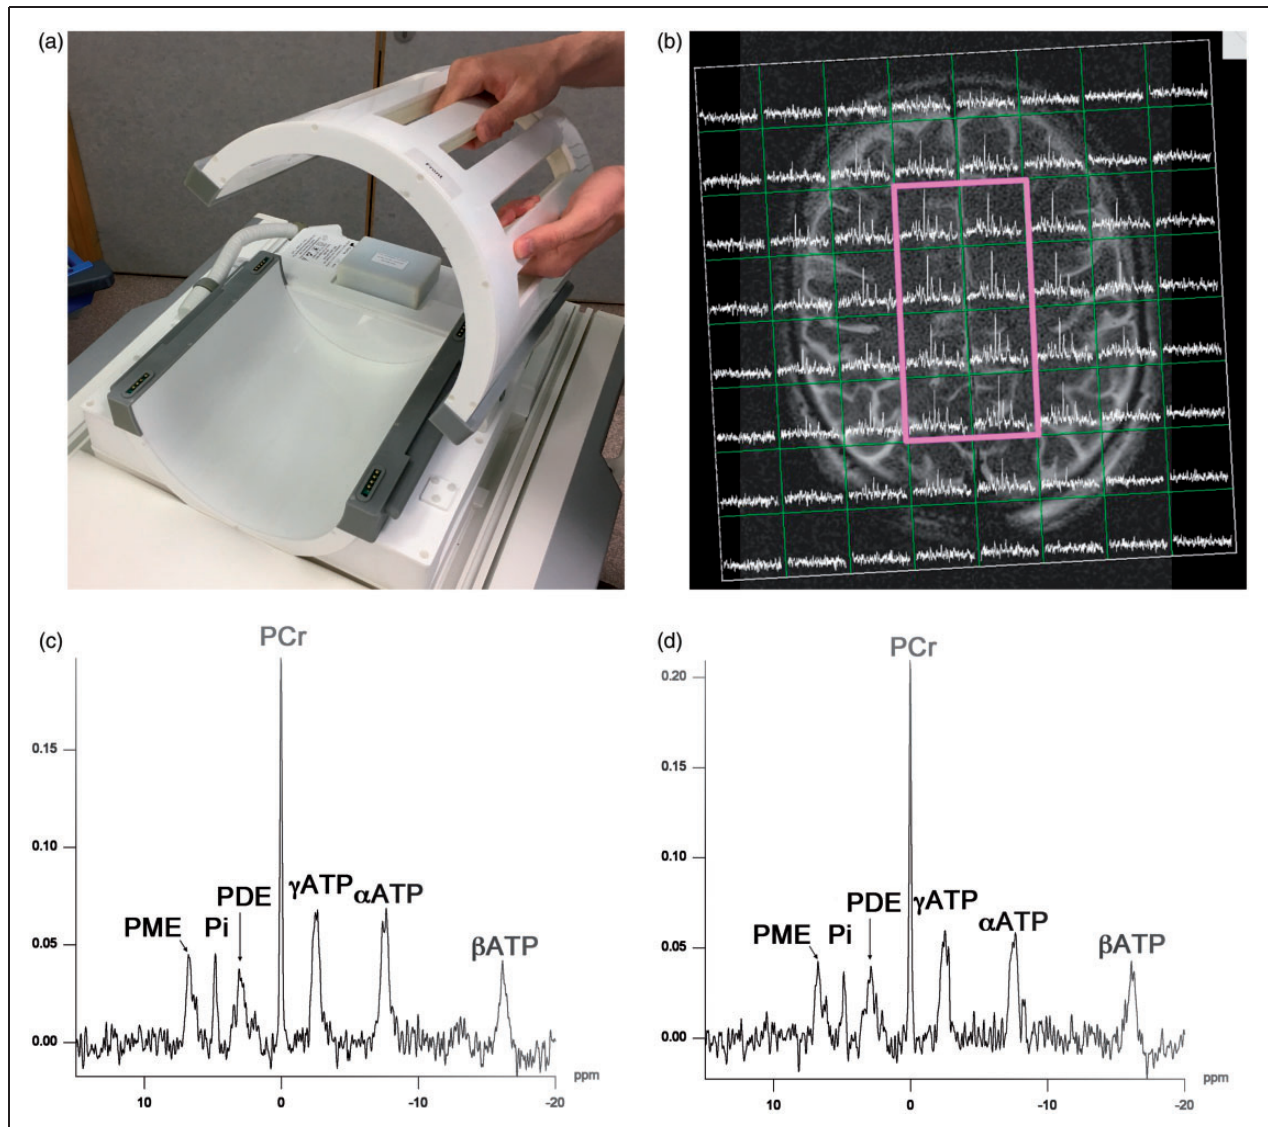 (a)
(b)
Front
(c)
PCr
0.15
0.10
0.05
0.00
PME
Pi
PDE
γATP
αATP
βATP
ppm
10
0
-10
-20
(d)
PCr
0.20
0.15
0.10
0.05
0.00
PME
Pi
PDE
γATP
αATP
βATP
ppm
10
0
-10
-20